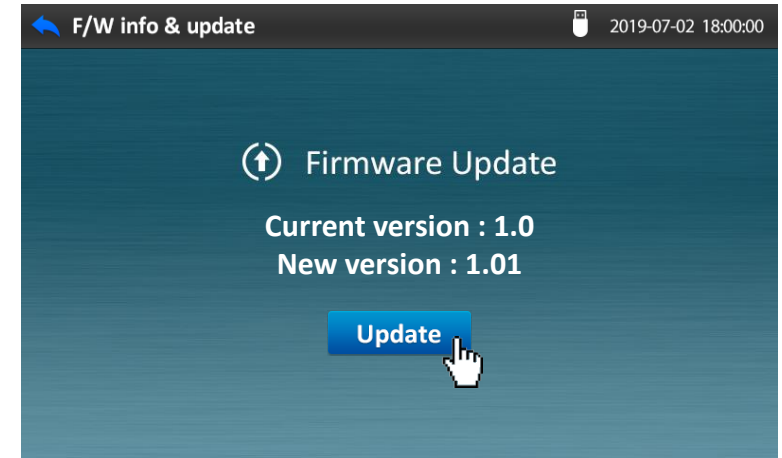 F/W info & update
2019-07-02 18:00:00
Firmware Update
Current version : 1.0
New version : 1.01
Update